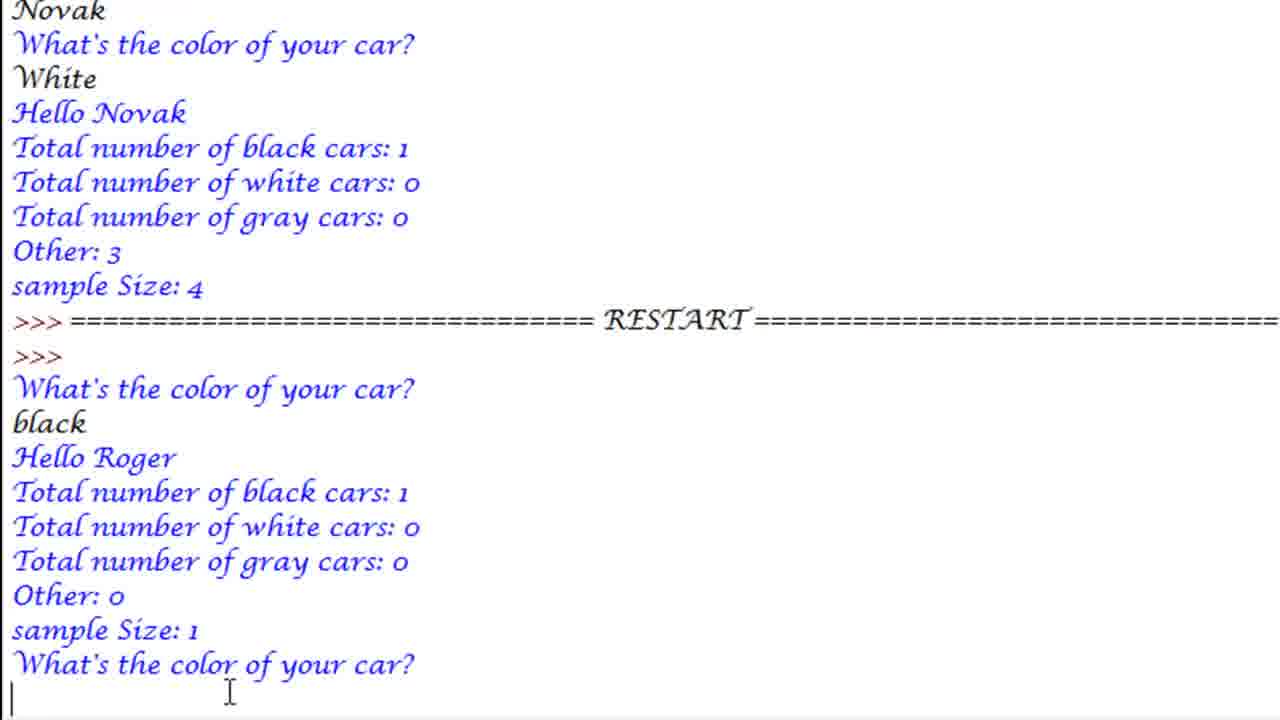 Novak
What's the color of your car?
White
Hello Novak
Total number of black cars: 1
Total number of white cars: 0
Total number of gray cars: 0
Other: 3
sample Size: 4
>>> ================================ RESTART ================================
>>>
What's the color of your car?
black
Hello Roger
Total number of black cars: 1
Total number of white cars: 0
Total number of gray cars: 0
Other: 0
sample Size: 1
What's the color of your car?